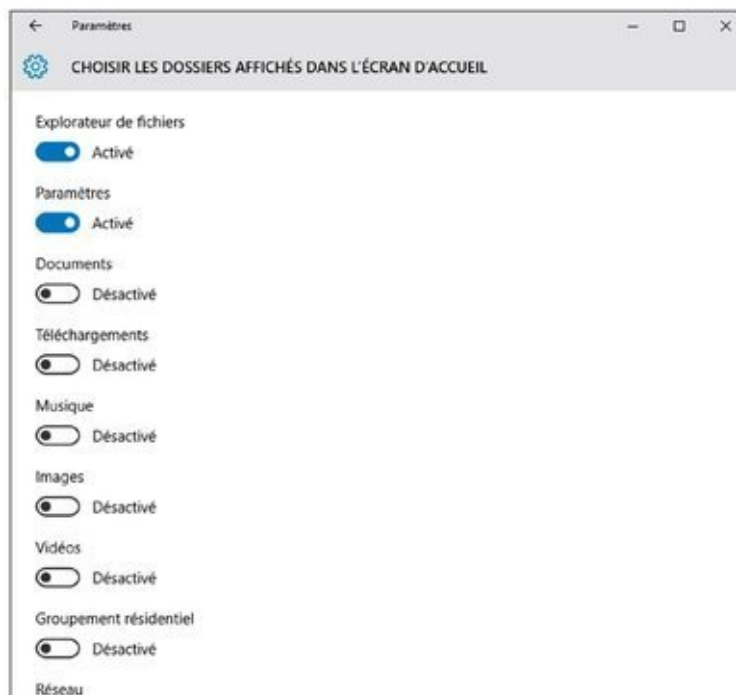 Paramètres
CHOISIR LES DOSSIERS AFFICHÉS DANS L'ÉCRAN D'ACCUEIL
Explorateur de fichiers
Activé
Paramètres
Activé
Documents
Désactivé
Téléchargements
Désactivé
Musique
Désactivé
Images
Désactivé
Vidéos
Désactivé
Groupement résidentiel
Désactivé
Réseau